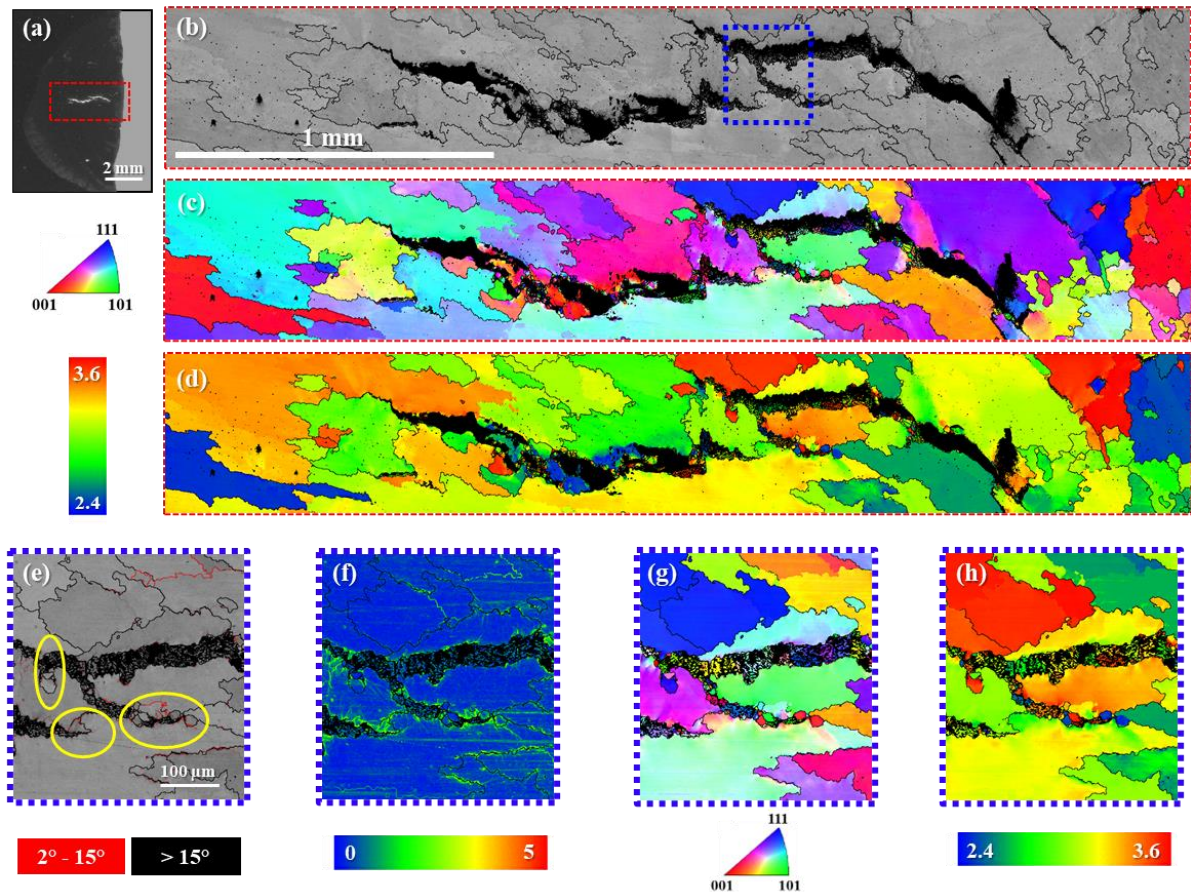 (a)
2 mm
(b)
1 mm
111
001
101
(c)
3.6
2.4
(d)
(e)
100 µm
(f)
(g)
(h)
2° - 15°
> 15°
0
5
111
001
101
2.4
3.6